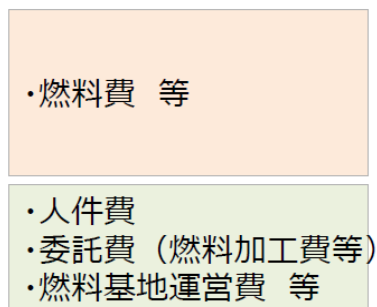 ・燃料費　等
・人件費
・委託費（燃料加工費等）
・燃料基地運営費　等